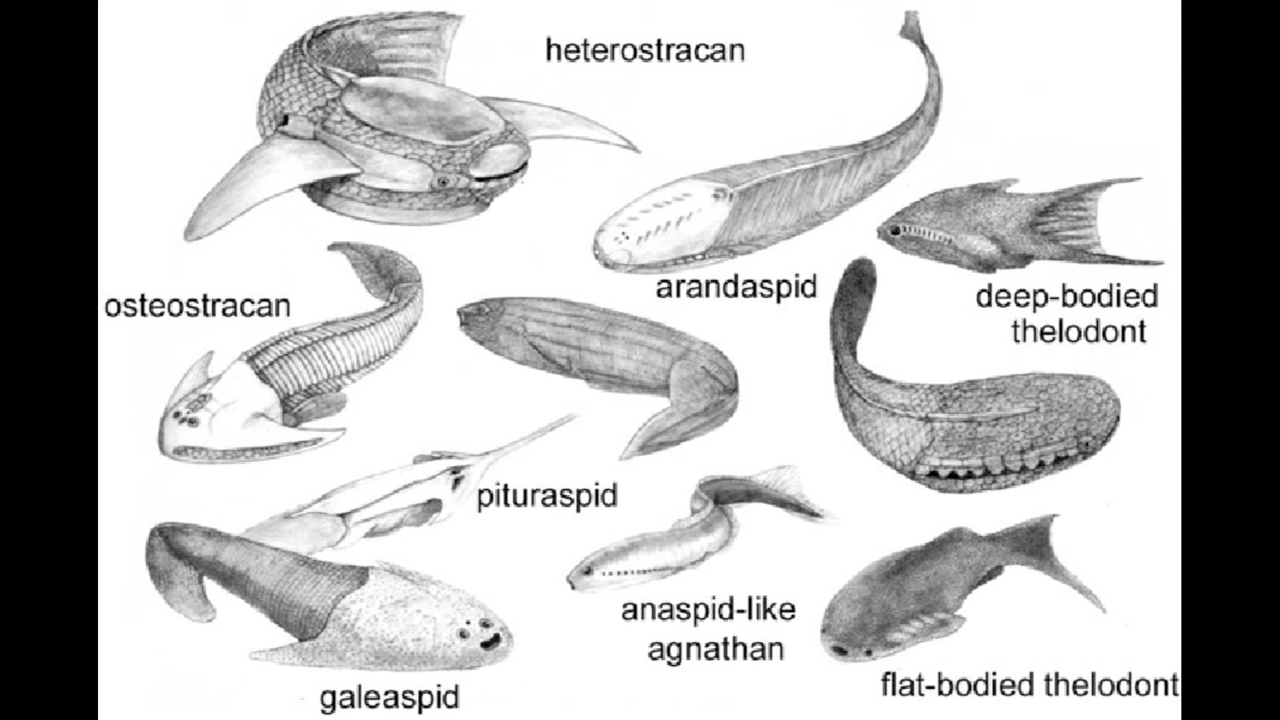 heterostracan
arandaspid
deep-bodied
thelodont
osteostracan
pituraspid
anaspid-like
agnathan
galeaspid
flat-bodied thelodont